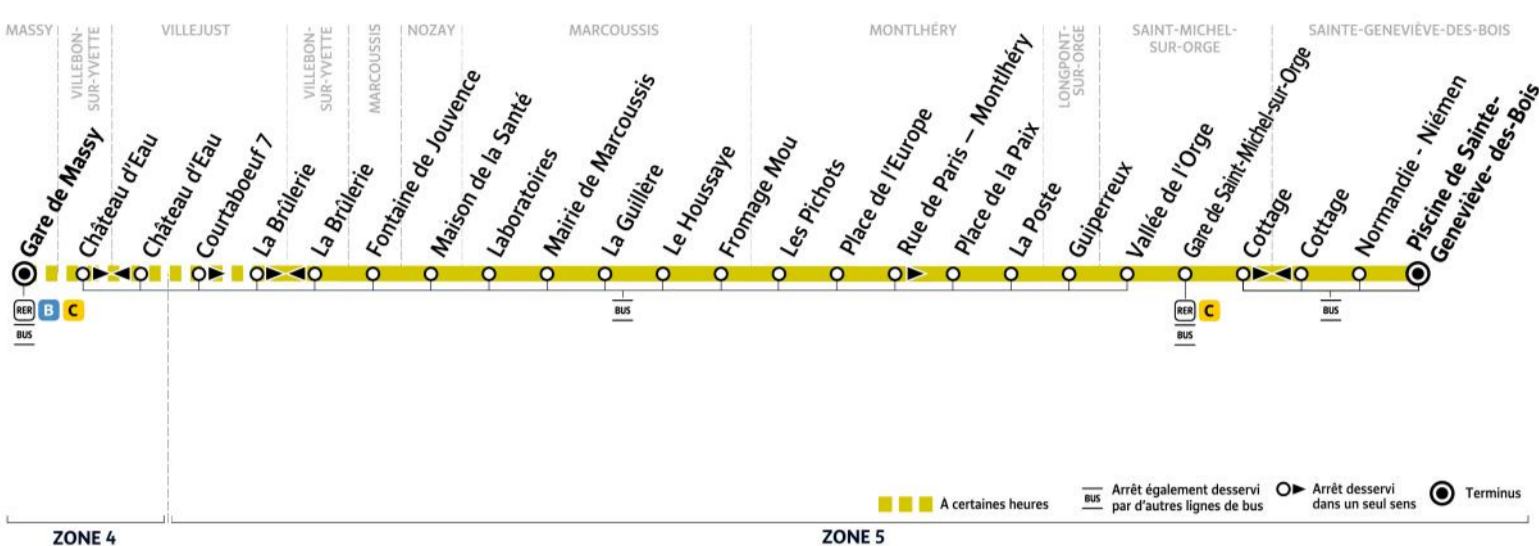 MASSY
VILLEBON-
SUR-YVETTE
VILLEJUST
VILLEBON-
SUR-YVETTE
MARCOUSSIS
NOZAY
MARCOUSSIS
MONTLHÉRY
LONGPONT-
SUR-ORGE
SAINT-MICHEL-
SUR-ORGE
SAINTE-GENEVIÈVE-DES-BOIS
Gare de Massy
Château d'Eau
Château d'Eau
Courtaboeuf 7
La Brûlerie
La Brûlerie
Fontaine de Jouvence
Maison de la Santé
Laboratoires
Mairie de Marcoussis
La Guillère
Le Houssaye
Fromage Mou
Les Pichots
Place de l'Europe
Rue de Paris – Montlhéry
Place de la Paix
La Poste
Guiperreux
Vallée de l'Orge
Gare de Saint-Michel-sur-Orge
Cottage
Cottage
Normandie - Niémen
Piscine de Sainte-
Geneviève- des-Bois
RER B C
BUS
BUS
RER C
BUS
BUS
A certaines heures
BUS
Arrêt également desservi
par d'autres lignes de bus
Arrêt desservi
dans un seul sens
Terminus
ZONE 4
ZONE 5